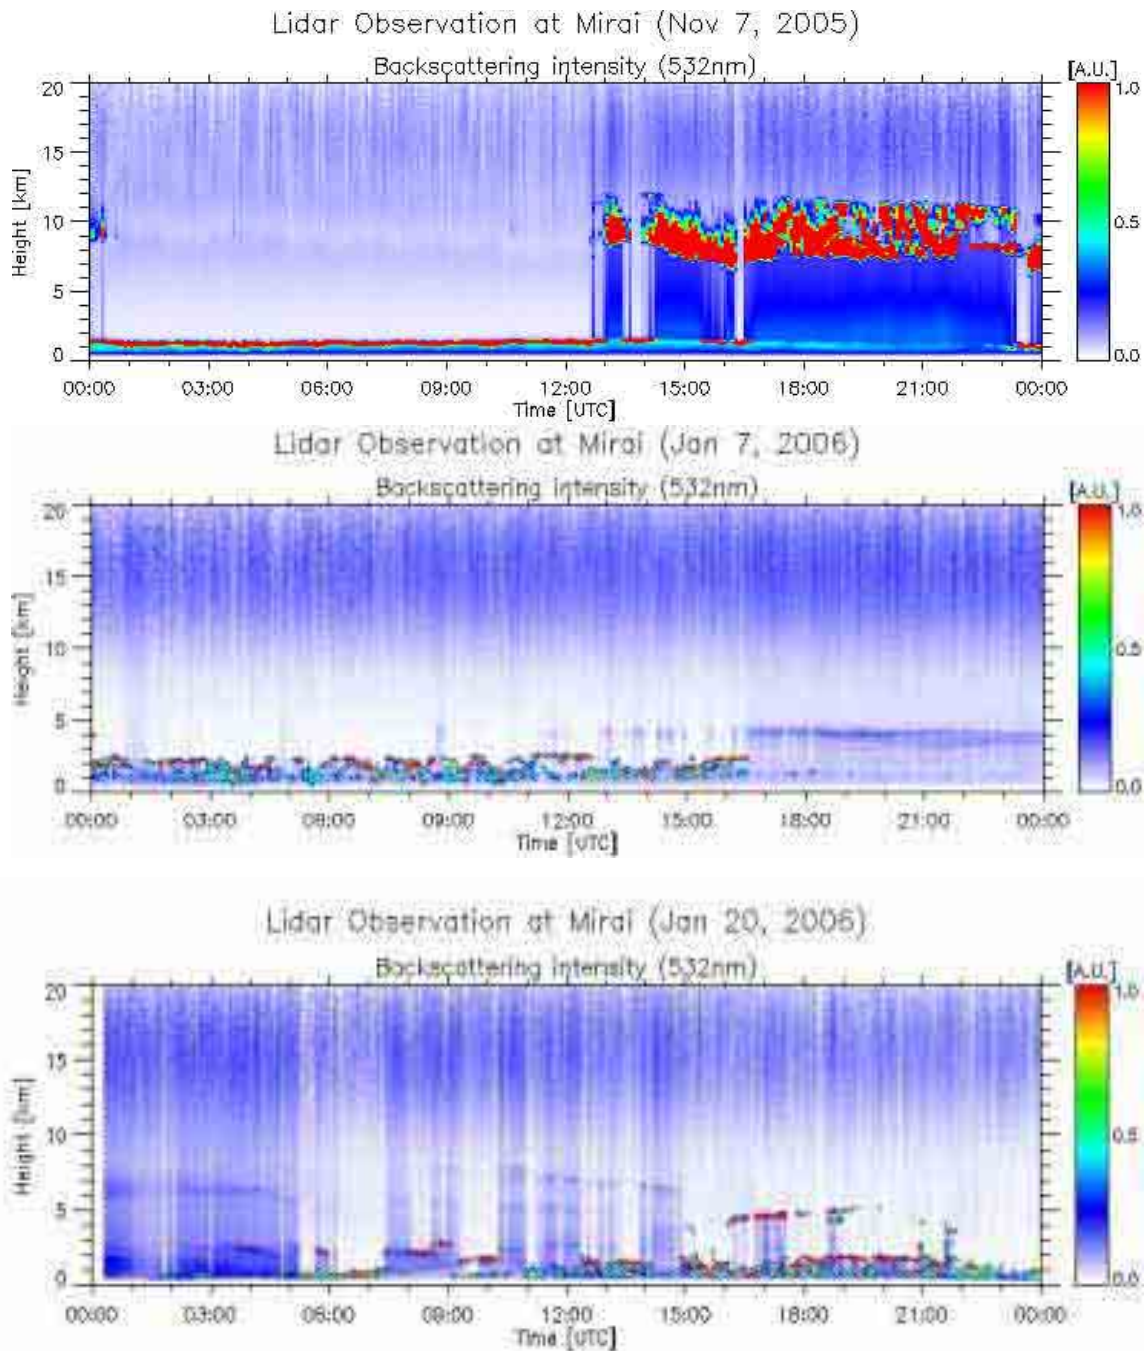 Lidar Observation at Mirai (Nov 7, 2005)
Backscattering intensity (532nm)
[A.U.]
20
15
10
5
0
Height [km]
1.0
0.5
0.0
00:00 03:00 06:00 09:00 12:00 15:00 18:00 21:00 00:00
Time [UTC]
Lidar Observation at Mirai (Jan 7, 2006)
Backscattering intensity (532nm)
[A.U.]
20
15
10
5
0
Height [km]
1.0
0.5
0.0
00:00 03:00 06:00 09:00 12:00 15:00 18:00 21:00 00:00
Time [UTC]
Lidar Observation at Mirai (Jan 20, 2006)
Backscattering intensity (532nm)
[A.U.]
20
15
10
5
0
Height [km]
1.0
0.5
0.0
00:00 03:00 06:00 09:00 12:00 15:00 18:00 21:00 00:00
Time [UTC]